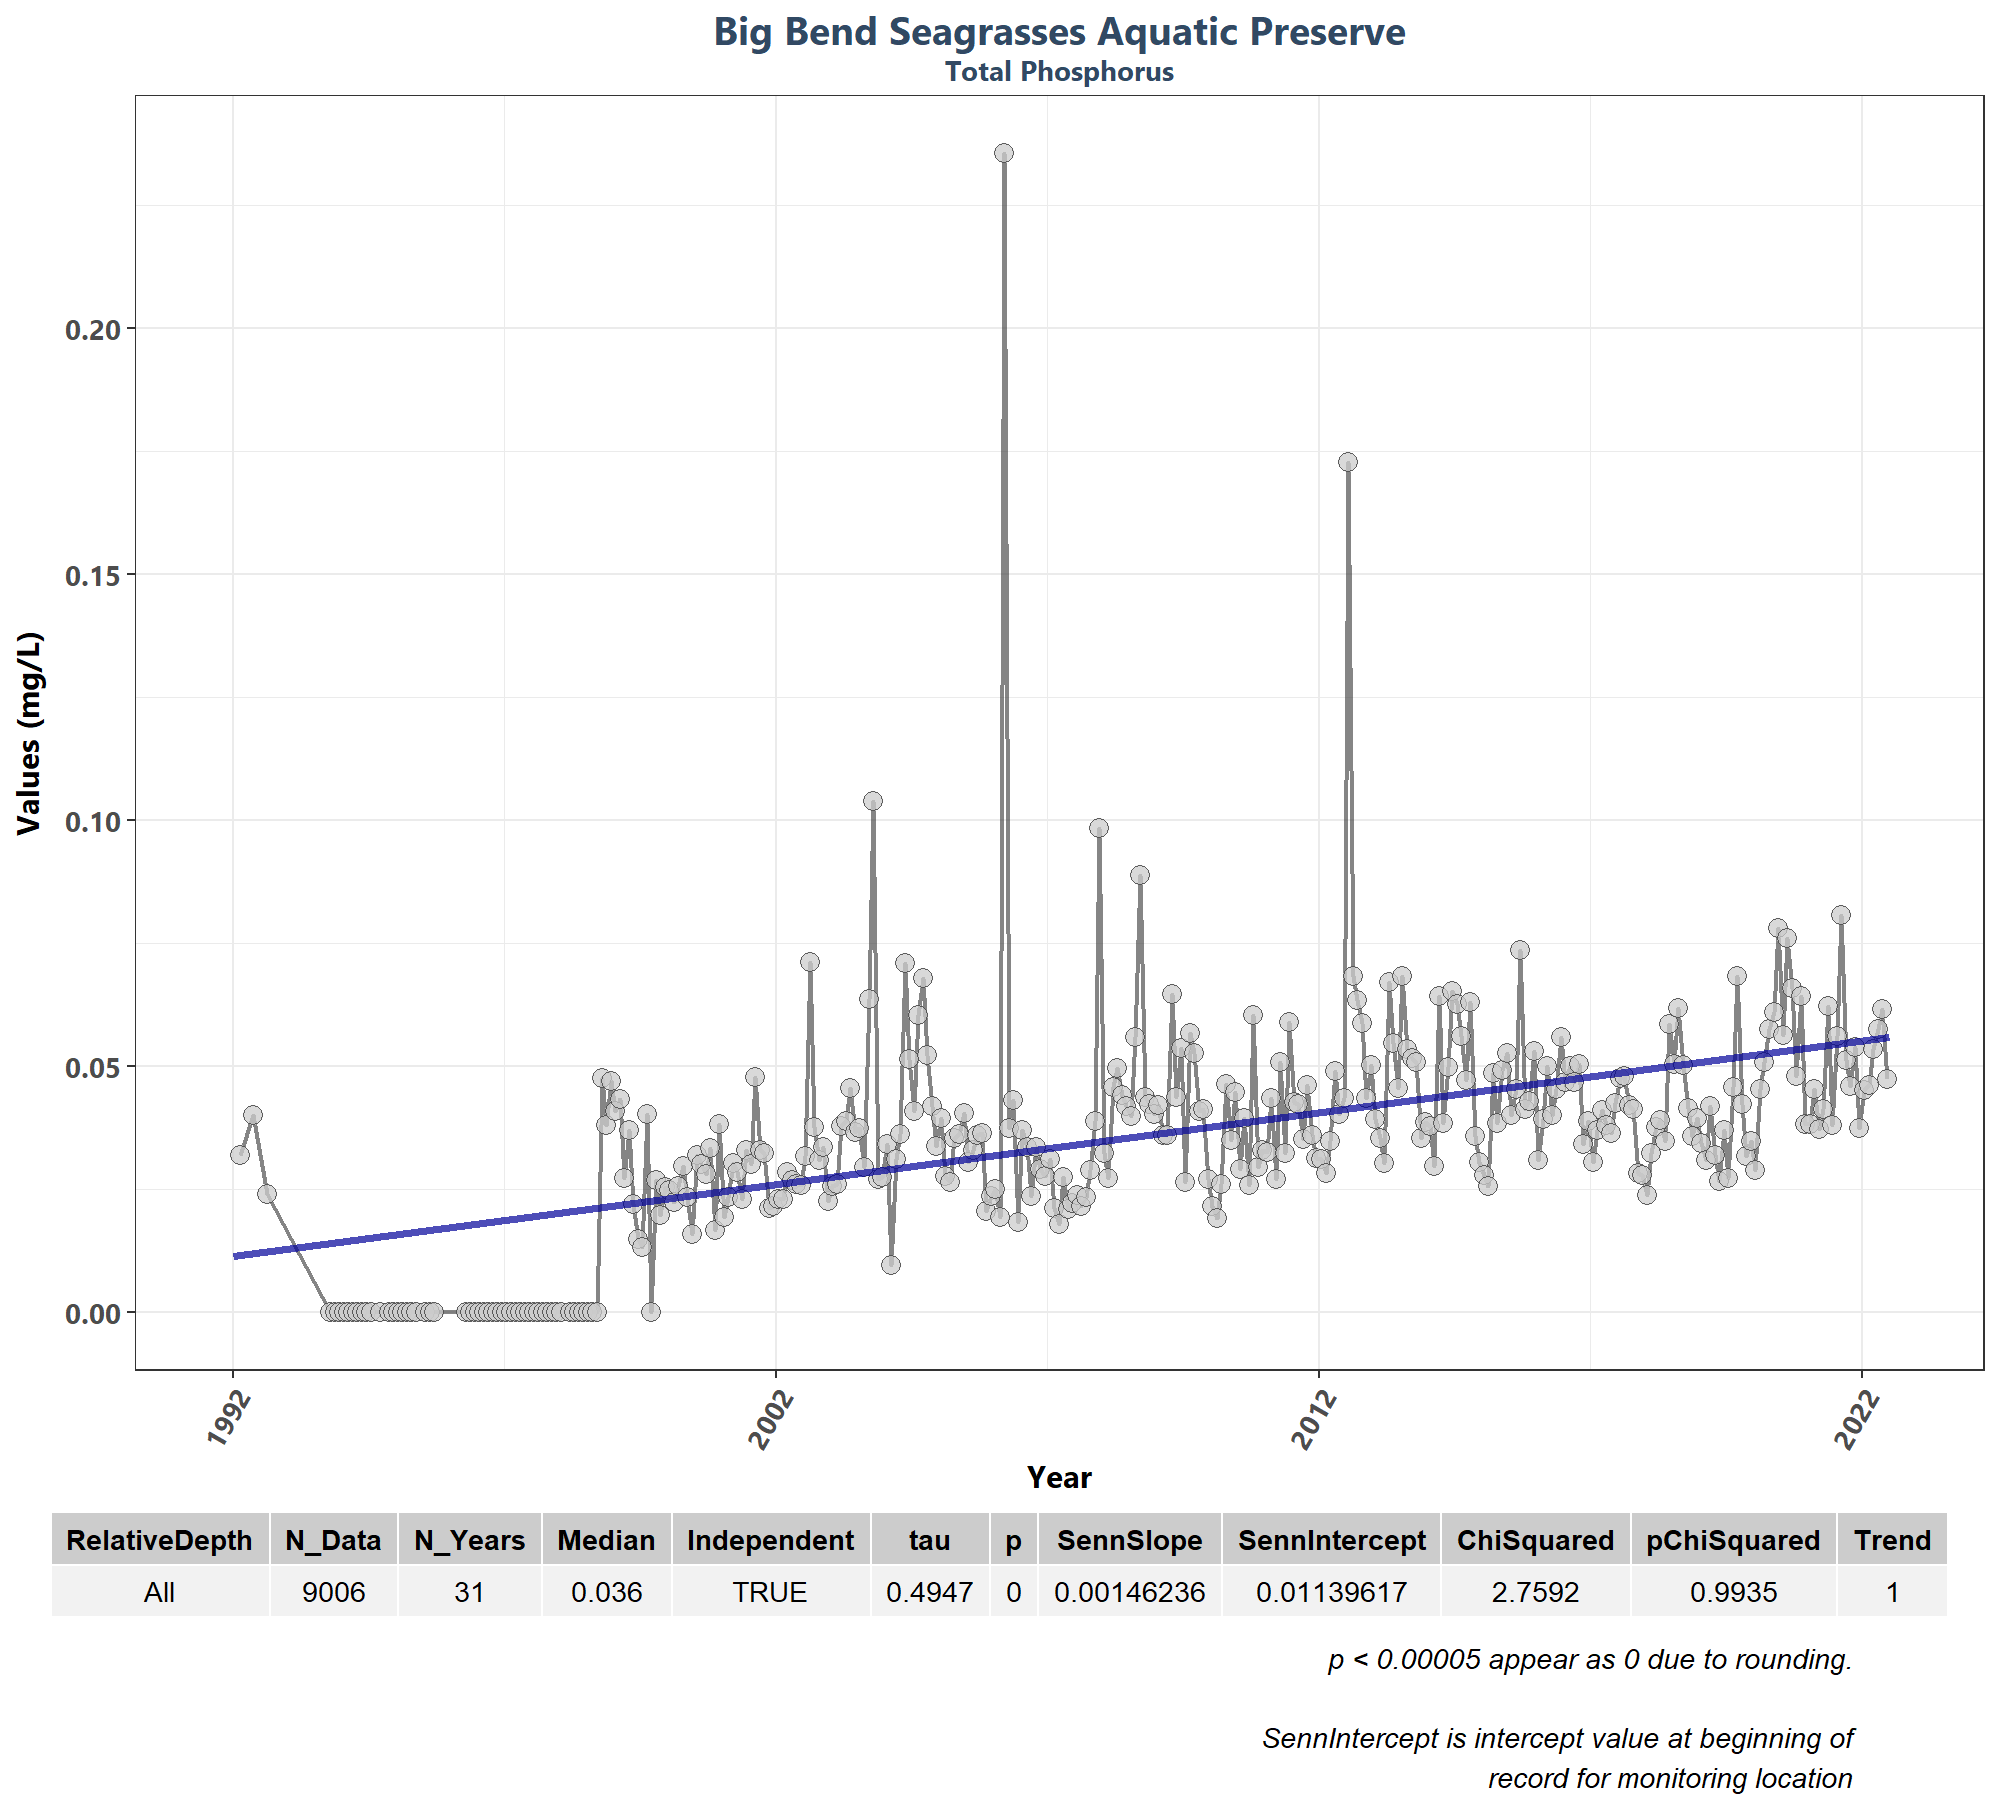 Big Bend Seagrasses Aquatic Preserve
Total Phosphorus
Values (mg/L)
0.20
0.15
0.10
0.05
0.00
1992
2002
2012
2022
Year
RelativeDepth N_Data N_Years Median Independent tau p SennSlope SennIntercept ChiSquared pChiSquared Trend
All 9006 31 0.036 TRUE 0.4947 0 0.00146236 0.01139617 2.7592 0.9935 1
p < 0.00005 appear as 0 due to rounding.
SennIntercept is intercept value at beginning of
record for monitoring location